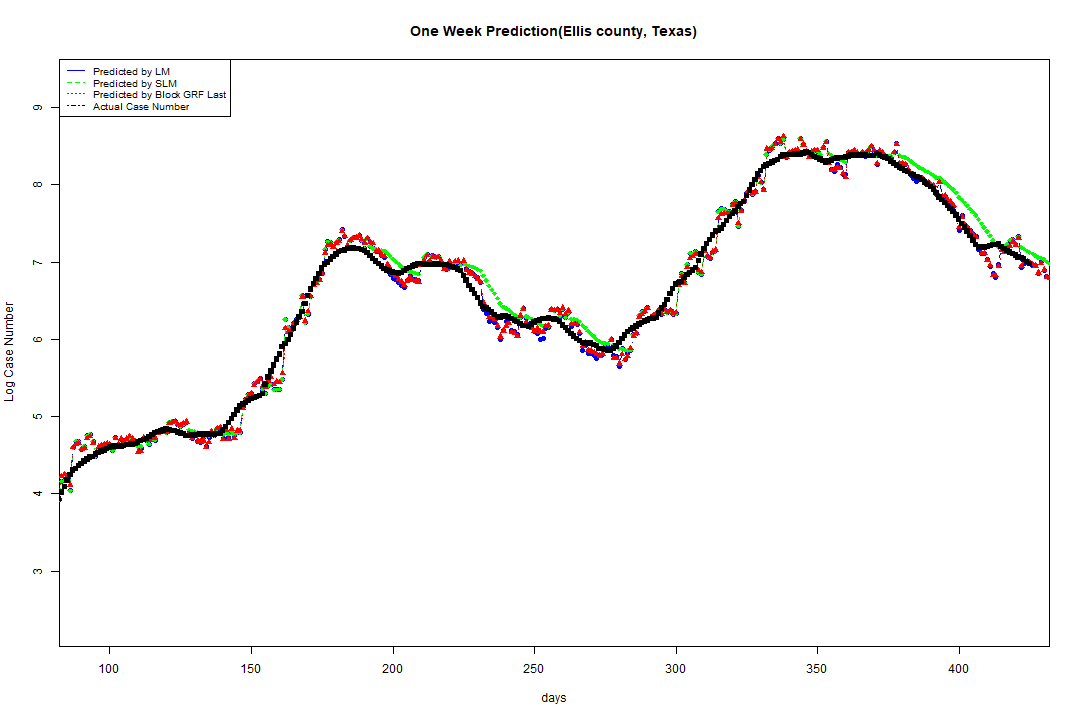 One Week Prediction(Ellis county, Texas)
Predicted by LM
Predicted by SLM
Predicted by Block GRF Last
Actual Case Number
9
8
7
6
5
4
3
Log Case Number
100 150 200 250 300 350 400
days